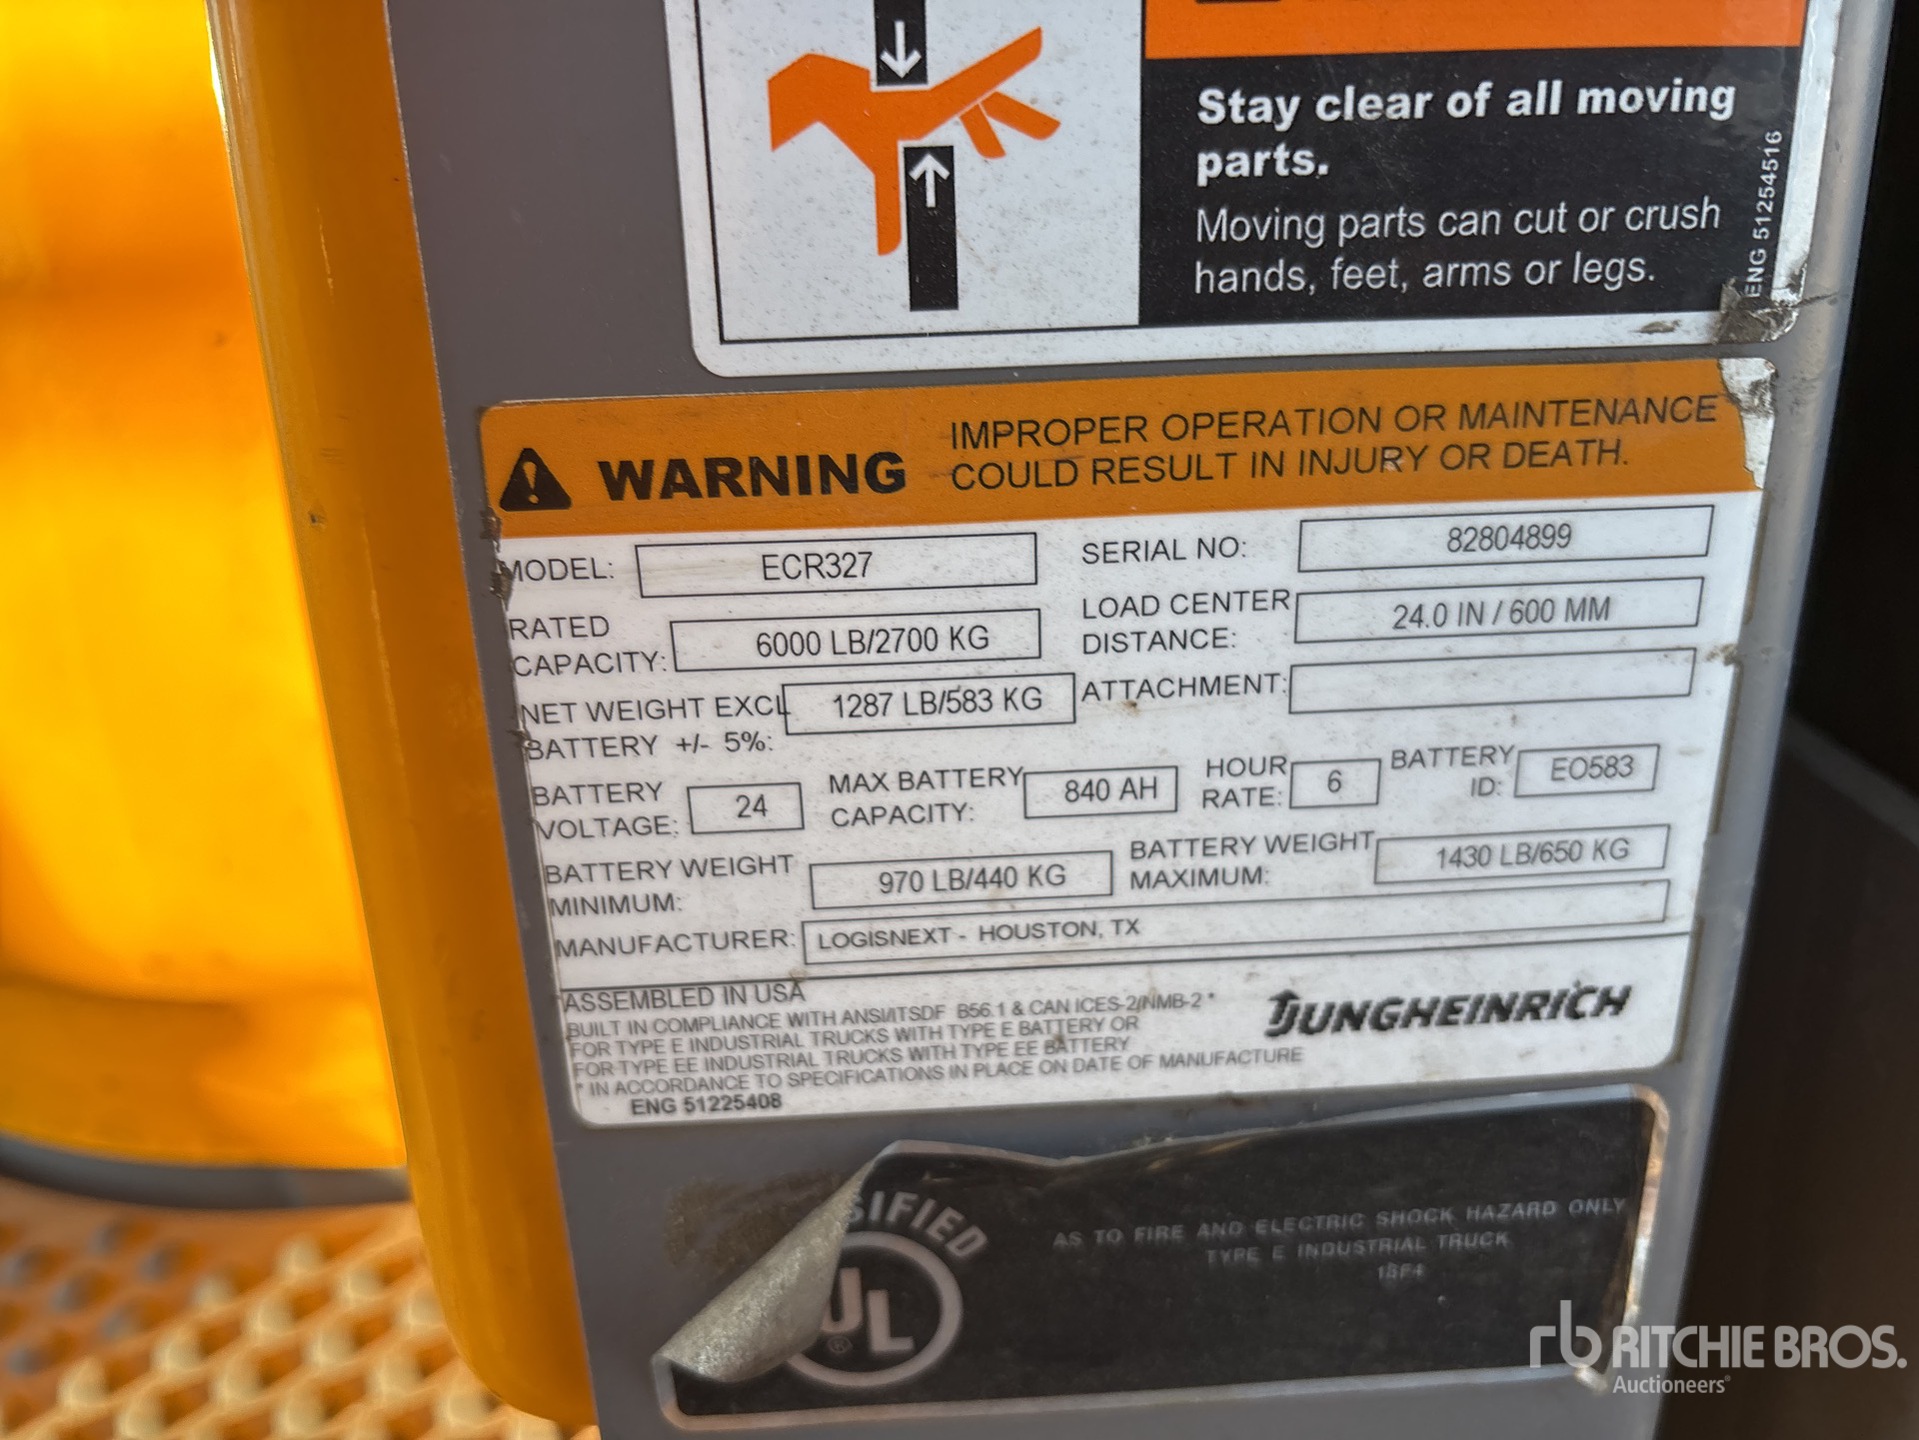 Stay clear of all moving
parts.
Moving parts can cut or crush
hands, feet, arms or legs.
ENG 51254516
WARNING
IMPROPER OPERATION OR MAINTENANCE
COULD RESULT IN INJURY OR DEATH.
MODEL: ECR327 SERIAL NO: 82804899
RATED
CAPACITY: 6000 LB/2700 KG
LOAD CENTER
DISTANCE: 24.0 IN / 600 MM
NET WEIGHT EXCL
BATTERY +/- 5%: 1287 LB/583 KG
ATTACHMENT:
BATTERY
VOLTAGE: 24
MAX BATTERY
CAPACITY: 840 AH
HOUR
RATE: 6
BATTERY
ID: EO583
BATTERY WEIGHT
MINIMUM: 970 LB/440 KG
BATTERY WEIGHT
MAXIMUM: 1430 LB/650 KG
MANUFACTURER: LOGISNEXT - HOUSTON, TX
ASSEMBLED IN USA
BUILT IN COMPLIANCE WITH ANSI/ITSDF B56.1 & CAN ICES-2/NMB-2 *
FOR TYPE E INDUSTRIAL TRUCKS WITH TYPE E BATTERY OR
FOR TYPE EE INDUSTRIAL TRUCKS WITH TYPE EE BATTERY
* IN ACCORDANCE TO SPECIFICATIONS IN PLACE ON DATE OF MANUFACTURE
ENG 51225408
JUNGHEINRICH
SIFIED
UL
®
AS TO FIRE AND ELECTRIC SHOCK HAZARD ONLY
TYPE E INDUSTRIAL TRUCK
18F4
rb RITCHIE BROS.
Auctioneers®